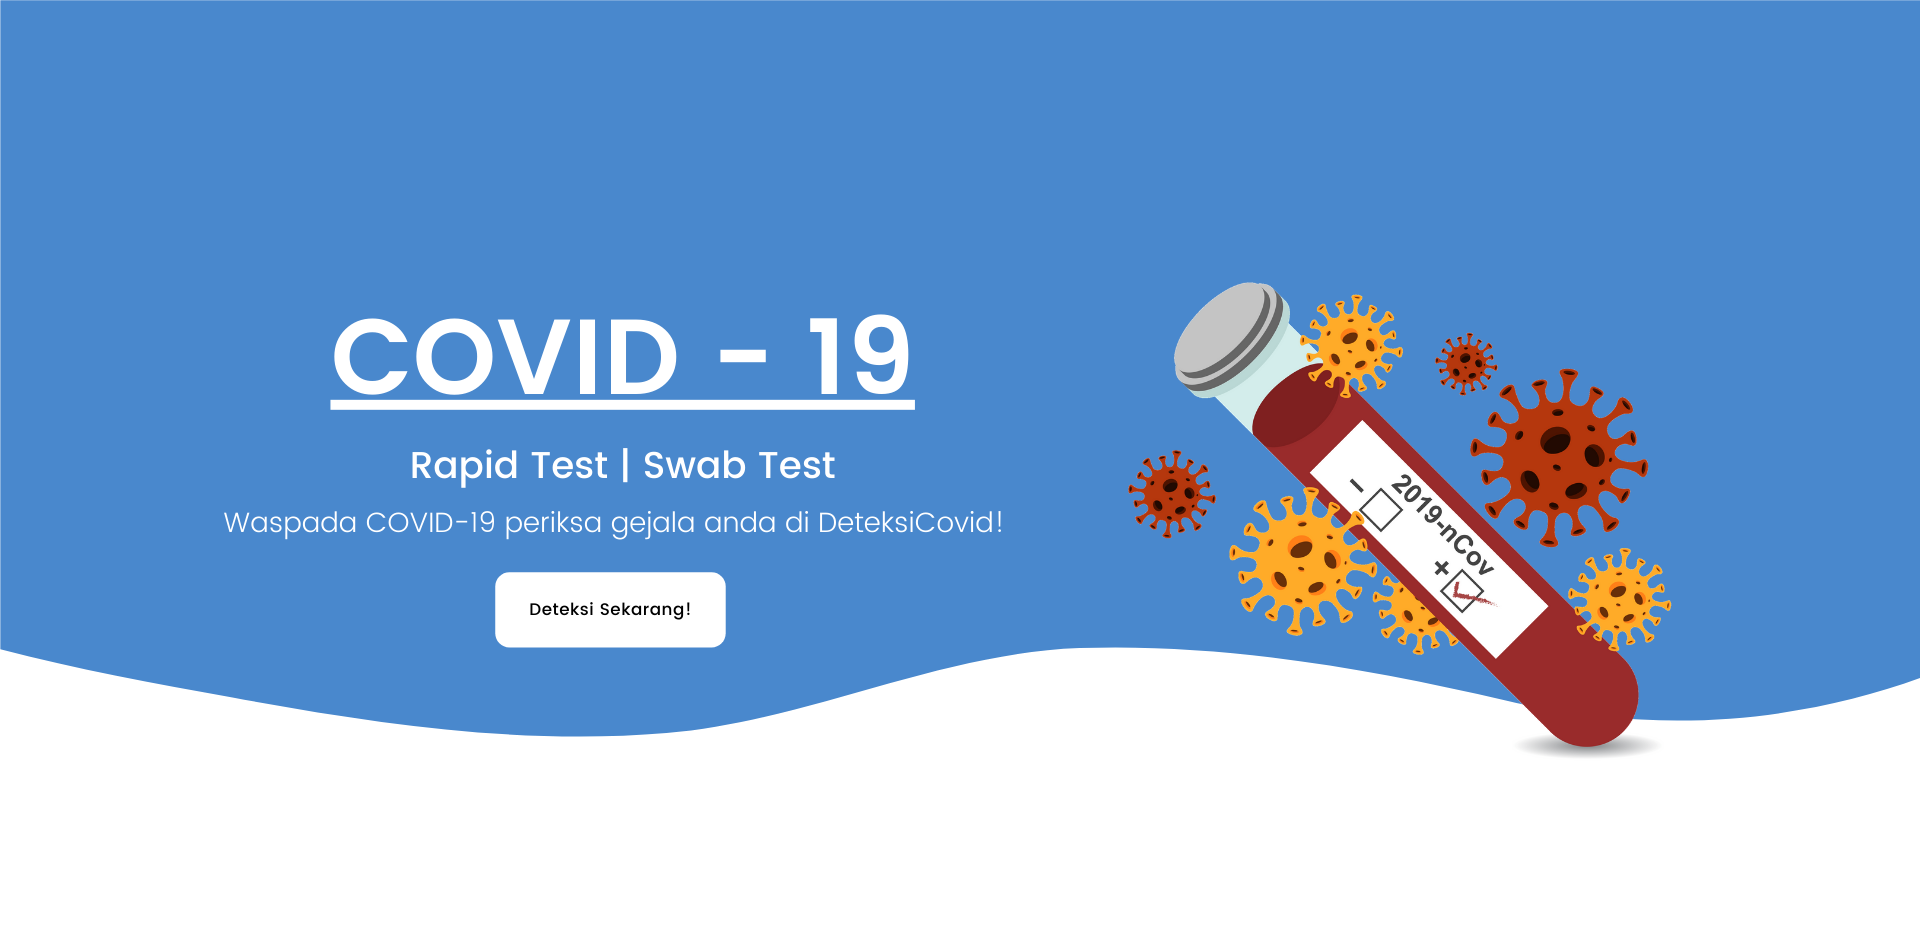 COVID - 19
Rapid Test | Swab Test
Waspada COVID-19 periksa gejala anda di DeteksiCovid!
Deteksi Sekarang!
2019-nCov
-
+